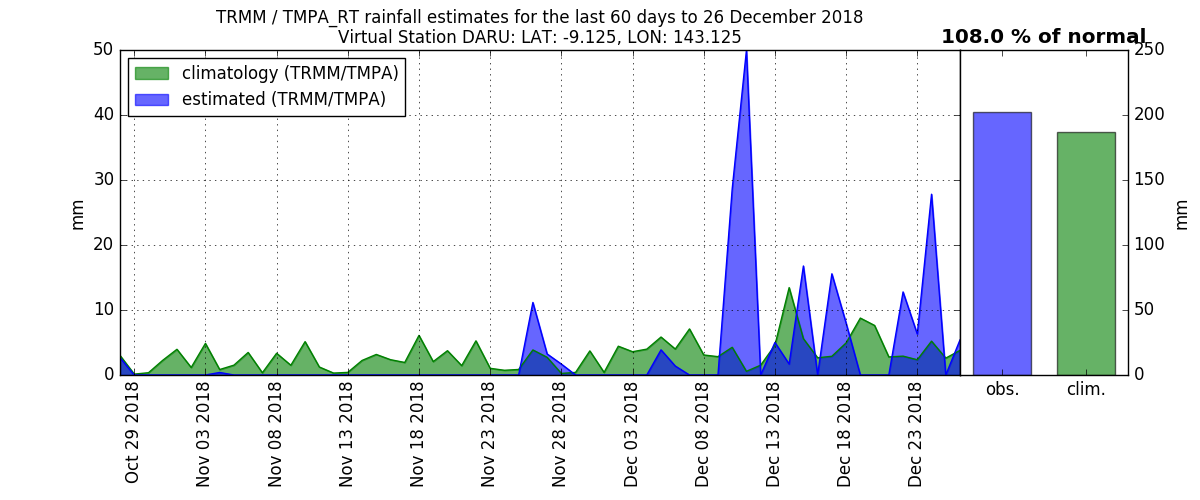 TRMM / TMPA_RT rainfall estimates for the last 60 days to 26 December 2018
Virtual Station DARU: LAT: -9.125, LON: 143.125
108.0 % of normal
climatology (TRMM/TMPA)
estimated (TRMM/TMPA)
50
40
30
20
10
0
mm
Oct 29 2018
Nov 03 2018
Nov 08 2018
Nov 13 2018
Nov 18 2018
Nov 23 2018
Nov 28 2018
Dec 03 2018
Dec 08 2018
Dec 13 2018
Dec 18 2018
Dec 23 2018
250
200
150
100
50
0
mm
obs.
clim.